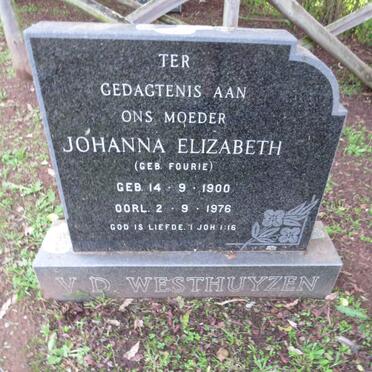 TER
GEDAGTENIS AAN
ONS MOEDER
JOHANNA ELIZABETH
(GEB. FOURIE)
GEB. 14 - 9 - 1900
OORL. 2 - 9 - 1976
GOD IS LIEFDE. 1 JOH 1:16
V. D. WESTHUYZEN